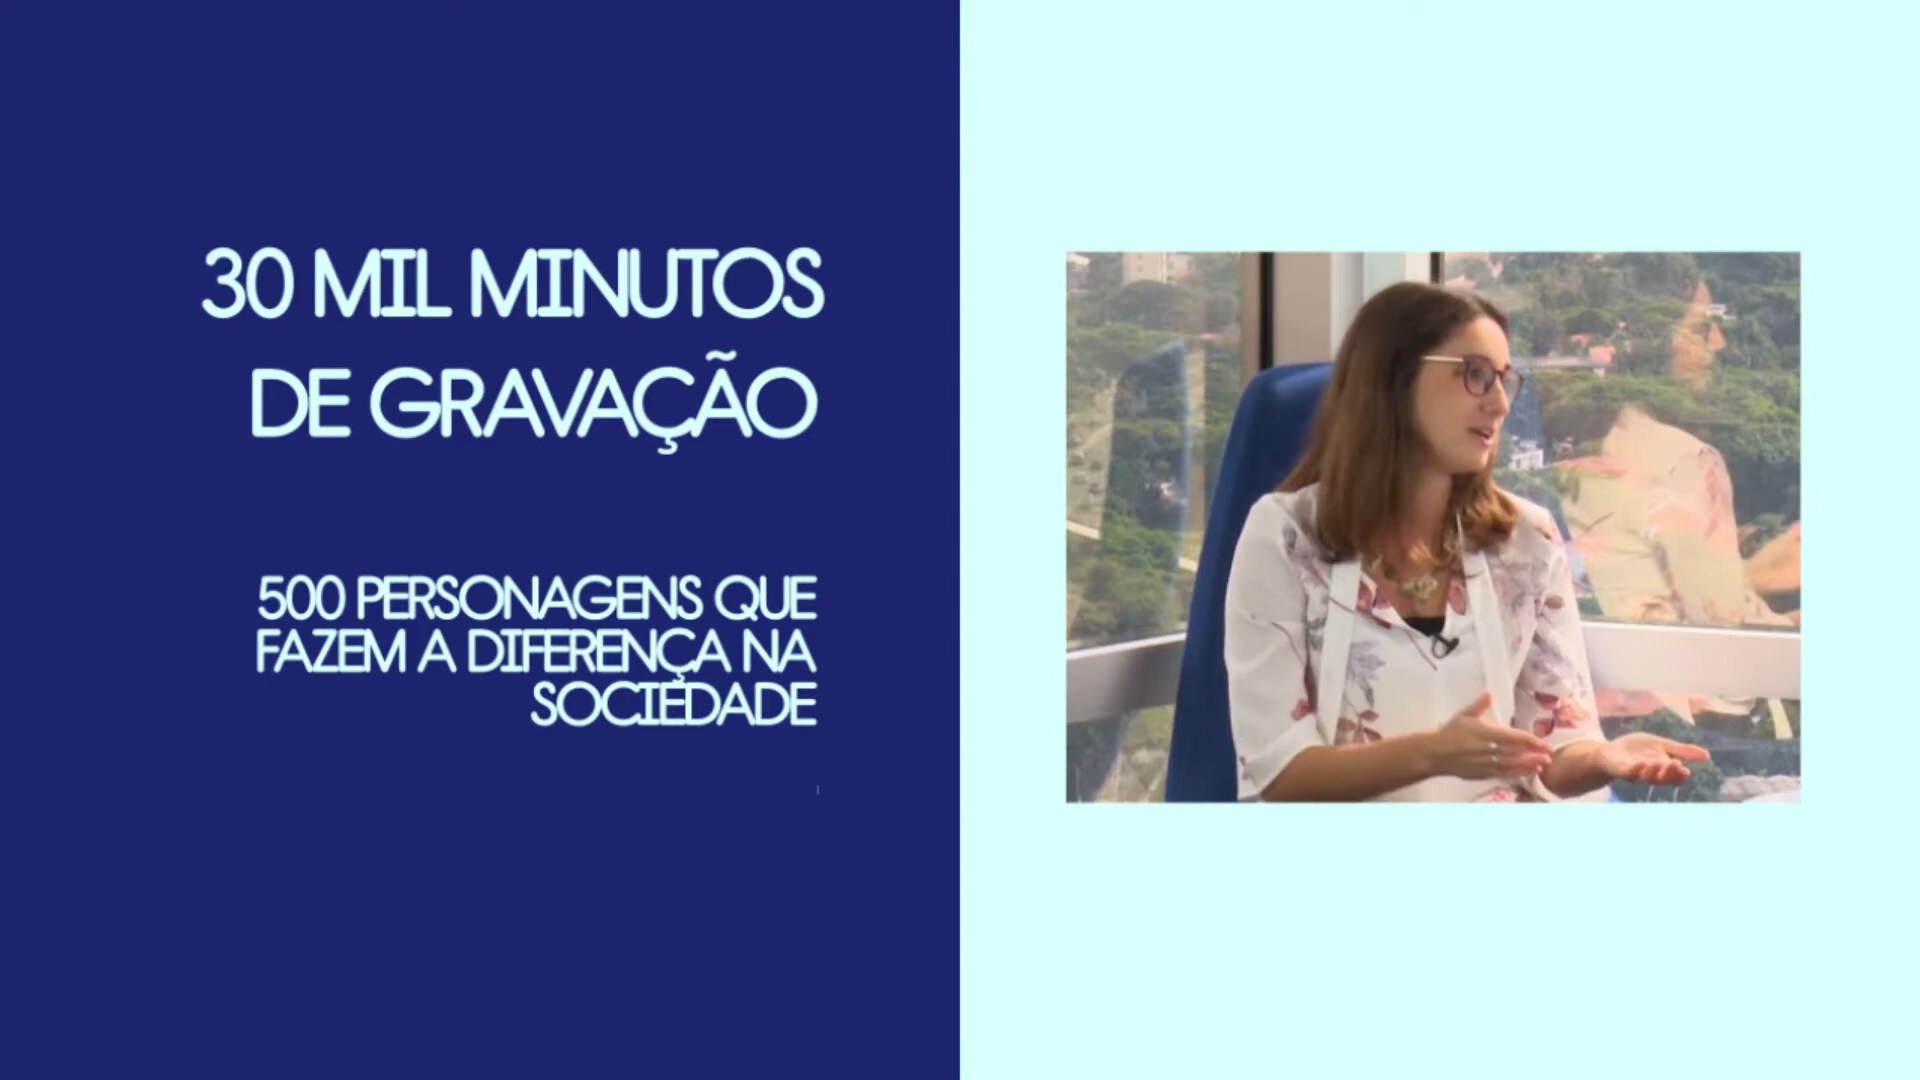 30 MIL MINUTOS
DE GRAVAÇÃO
500 PERSONAGENS QUE
FAZEM A DIFERENÇA NA
SOCIEDADE